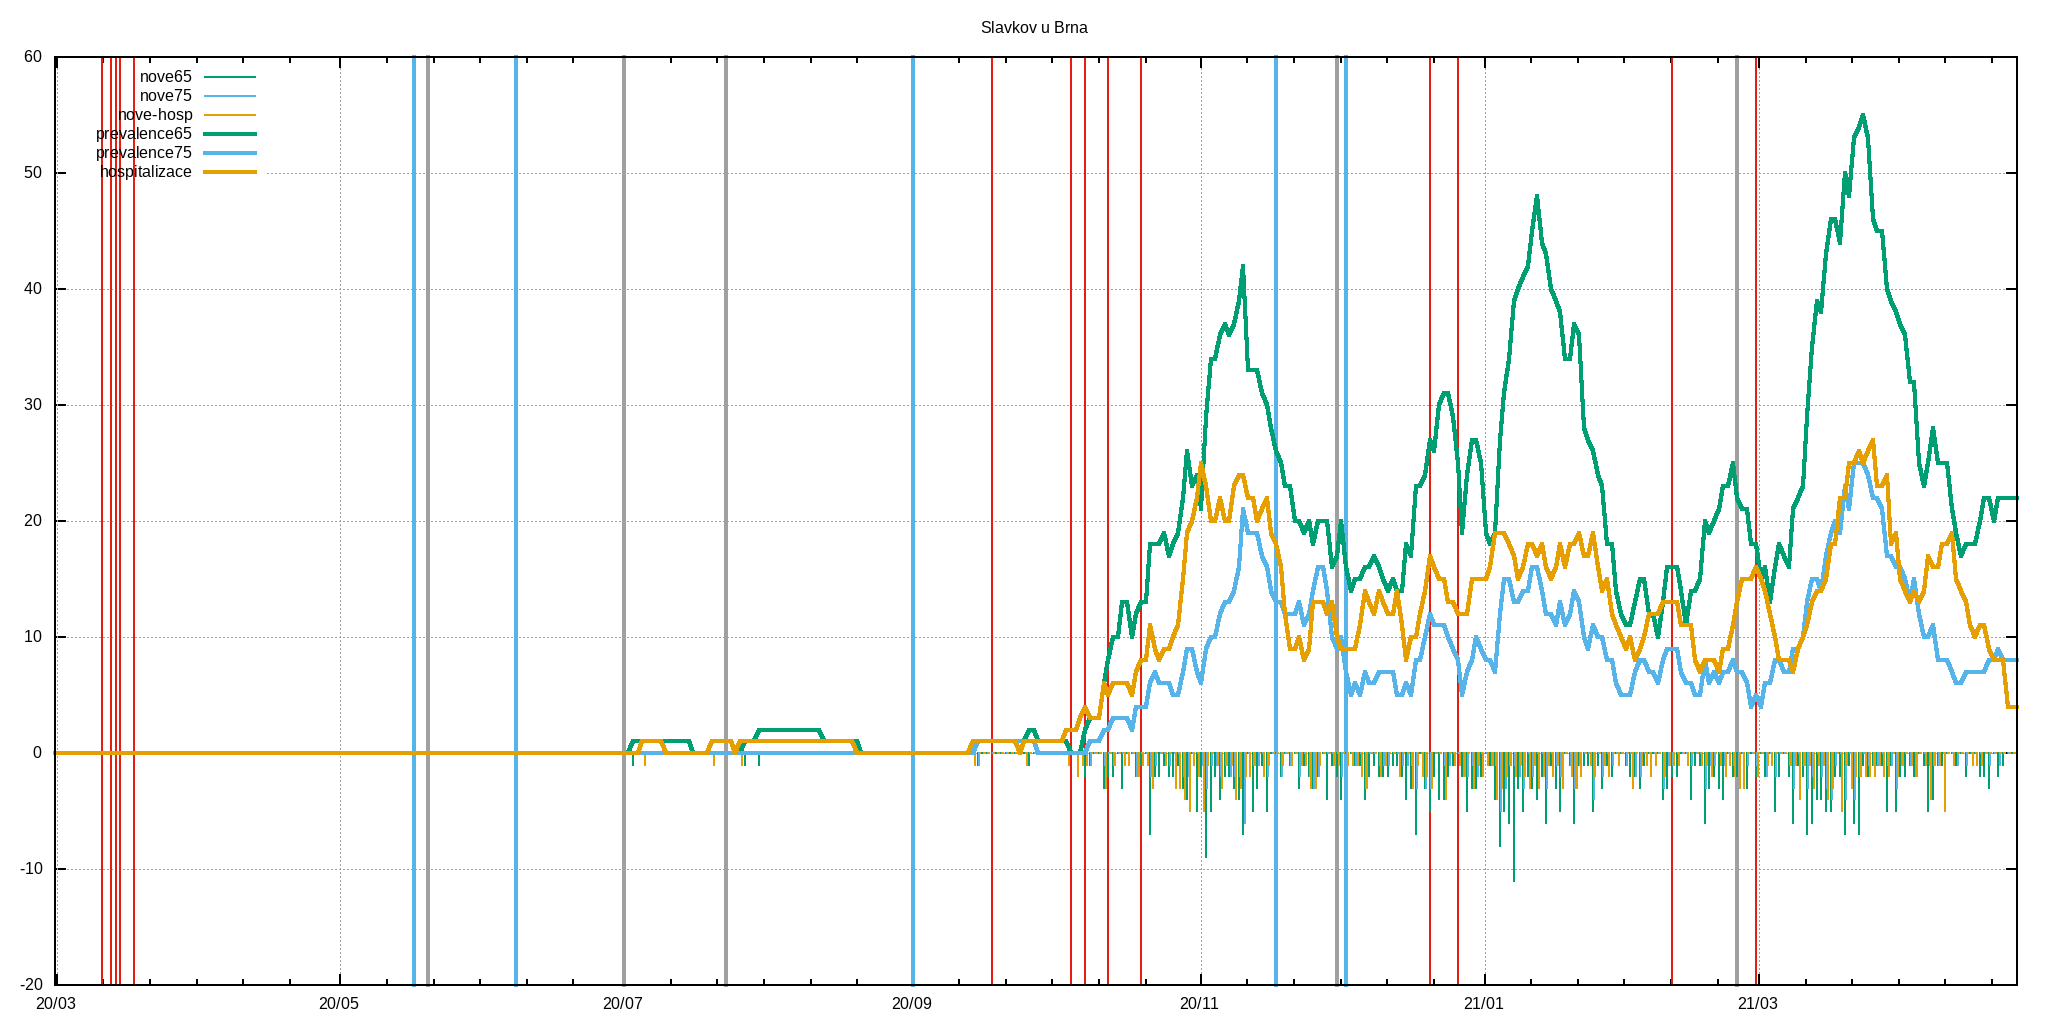 Slavkov u Brna
60
50
40
30
20
10
0
-10
-20
nove65
nove75
nove-hosp
prevalence65
prevalence75
hospitalizace
20/03 20/05 20/07 20/09 20/11 21/01 21/03